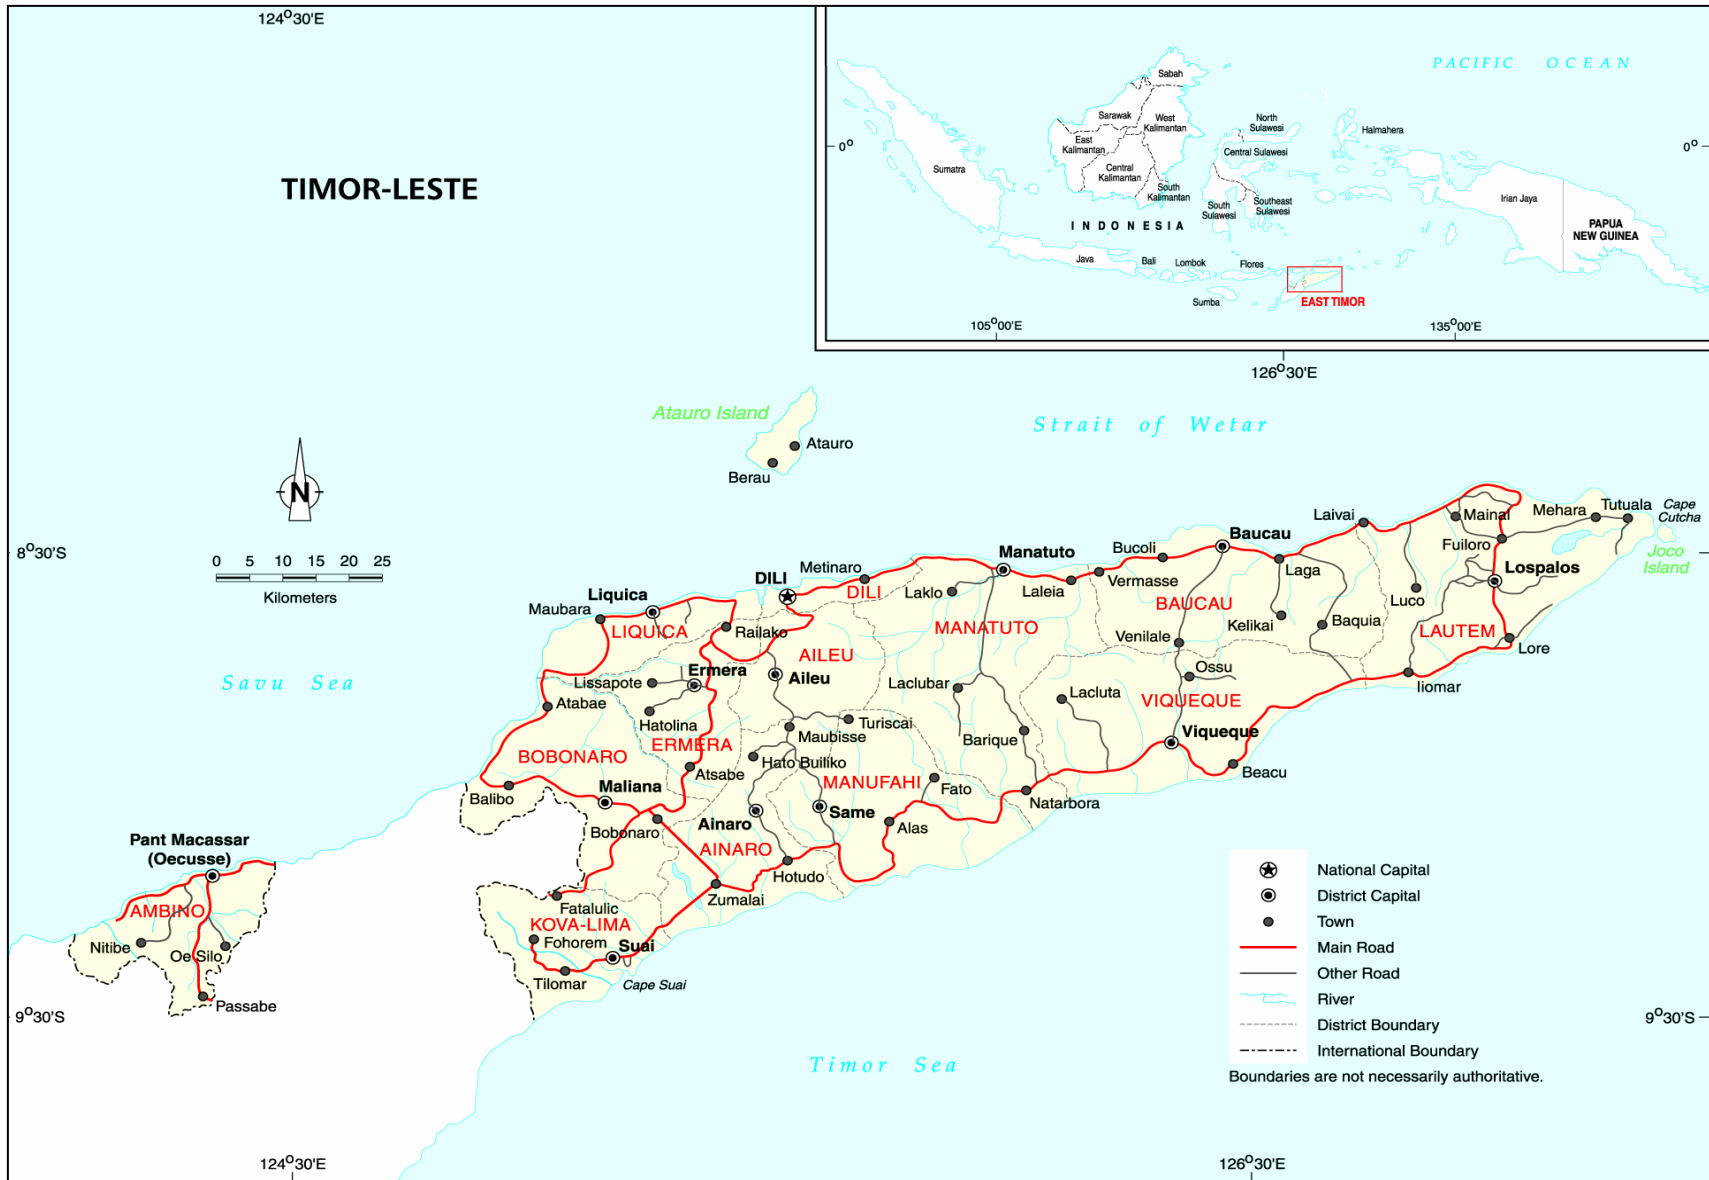 124°30'E
TIMOR-LESTE
PACIFIC OCEAN
Sabah
Sarawak
West
Kalimantan
East
Kalimantan
Central
Kalimantan
South
Kalimantan
North
Sulawesi
Central Sulawesi
South
Sulawesi
Southeast
Sulawesi
Halmahera
0°
0°
Sumatra
INDONESIA
Irian Jaya
PAPUA
NEW GUINEA
Java
Bali
Lombok
Flores
Sumba
EAST TIMOR
105°00'E
135°00'E
126°30'E
Atauro Island
Atauro
Berau
Strait of Wetar
N
0 5 10 15 20 25
Kilometers
8°30'S
Savu Sea
Maubara
Liquica
LIQUICA
DILI
Metinaro
DILI
Railako
Laklo
Manatuto
MANATUTO
Laleia
Vermasse
Bucoli
Baucau
BAUCAU
Laga
Laivai
Mainai
Mehara
Tutuala
Cape
Cutcha
Joco
Island
Fuiloro
Lospalos
Luco
LAUTEM
Lore
Iliomar
Kelikai
Baquia
Venilale
Ossu
VIQUEQUE
Viqueque
Beacu
Lacluta
Laclubar
Barique
Natarbora
AILEU
Aileu
Ermera
Lissapote
Hatolina
ERMERA
Atabae
BOBONARO
Atsabe
Turiscai
Maubisse
Hato Builiko
MANUFAHI
Fato
Alas
Same
Balibo
Maliana
Bobonaro
Ainaro
AINARO
Hotudo
Zumalai
Fatalulic
KOVA-LIMA
Fohorem
Suai
Tilomar
Cape Suai
Pant Macassar
(Oecusse)
AMBINO
Nitibe
Oe Silo
Passabe
9°30'S
9°30'S
Timor Sea
National Capital
District Capital
Town
Main Road
Other Road
River
District Boundary
International Boundary
Boundaries are not necessarily authoritative.
124°30'E
126°30'E